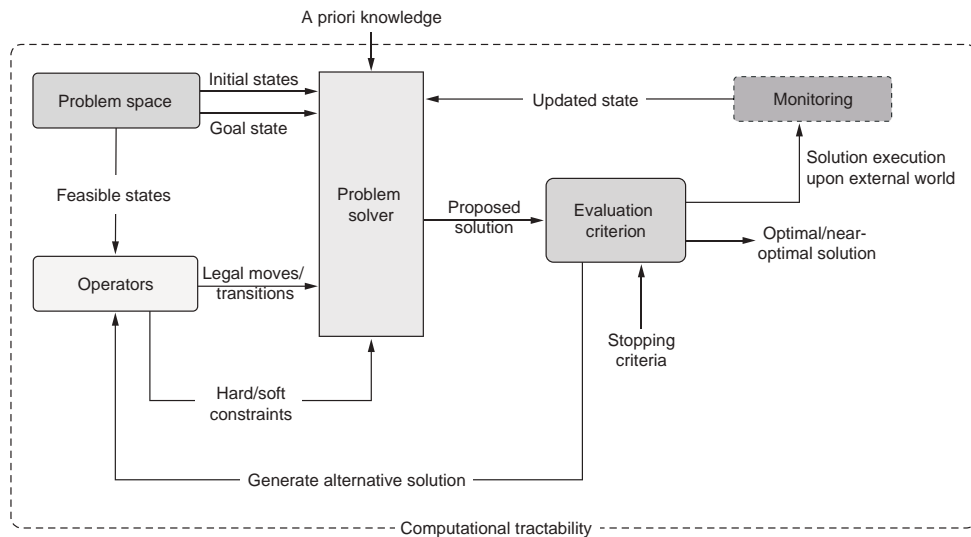 A priori knowledge
Problem space
Initial states
Goal state
Updated state
Monitoring
Feasible states
Problem
solver
Solution execution
upon external world
Proposed
solution
Evaluation
criterion
Optimal/near-
optimal solution
Operators
Legal moves/
transitions
Stopping
criteria
Hard/soft
constraints
Generate alternative solution
Computational tractability